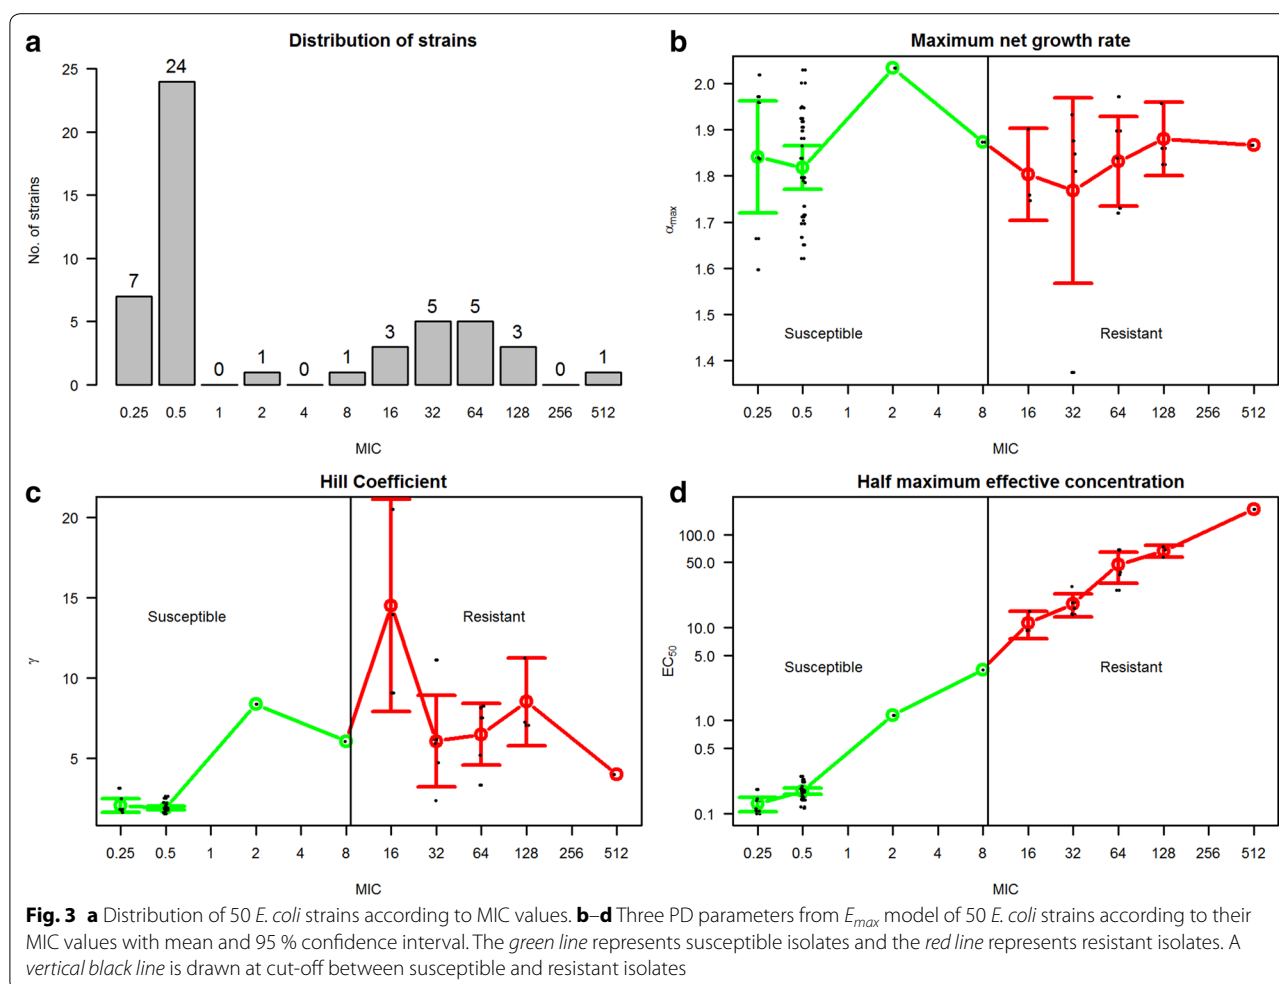 a
Distribution of strains
No. of strains
25
20
15
10
5
0
7
24
0
1
0
1
3
5
5
3
0
1
0.25 0.5 1 2 4 8 16 32 64 128 256 512
MIC
b
Maximum net growth rate
αmax
2.0
1.9
1.8
1.7
1.6
1.5
1.4
Susceptible
Resistant
0.25 0.5 1 2 4 8 16 32 64 128 256 512
MIC
c
Hill Coefficient
γ
20
15
10
5
Susceptible
Resistant
0.25 0.5 1 2 4 8 16 32 64 128 256 512
MIC
d
Half maximum effective concentration
EC50
100.0
50.0
10.0
5.0
1.0
0.5
0.1
Susceptible
Resistant
0.25 0.5 1 2 4 8 16 32 64 128 256 512
MIC
Fig. 3 a Distribution of 50 E. coli strains according to MIC values. b–d Three PD parameters from Emax model of 50 E. coli strains according to their
MIC values with mean and 95 % confidence interval. The green line represents susceptible isolates and the red line represents resistant isolates. A
vertical black line is drawn at cut-off between susceptible and resistant isolates